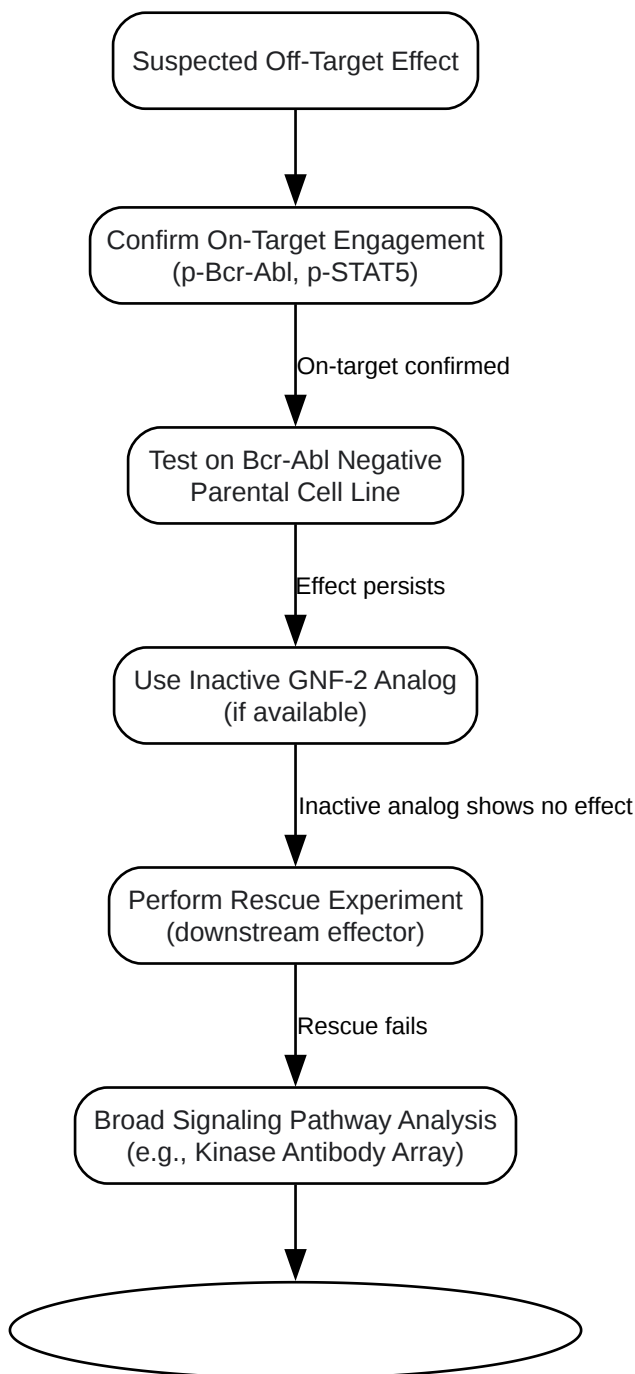 Suspected Off-Target Effect
Confirm On-Target Engagement
(p-Bcr-Abl, p-STAT5)
On-target confirmed
Test on Bcr-Abl Negative
Parental Cell Line
Effect persists
Use Inactive GNF-2 Analog
(if available)
Inactive analog shows no effect
Perform Rescue Experiment
(downstream effector)
Rescue fails
Broad Signaling Pathway Analysis
(e.g., Kinase Antibody Array)